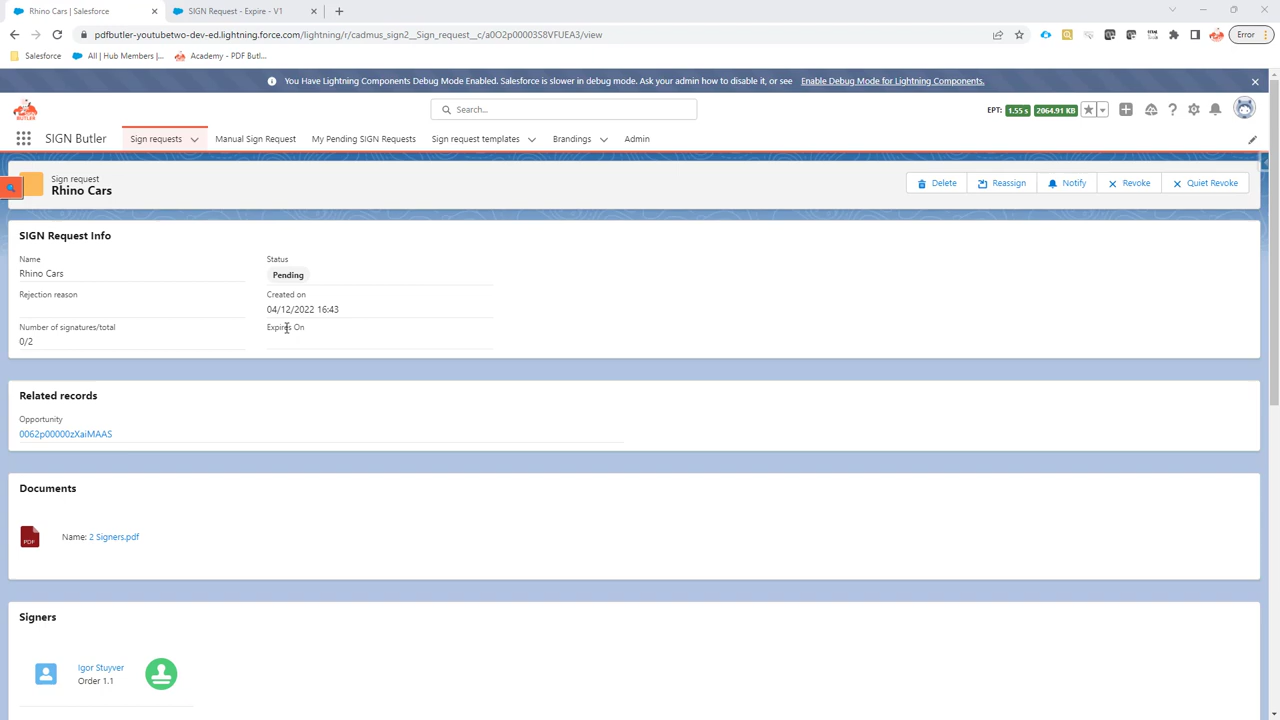 Rhino Cars | Salesforce
SIGN Request - Expire - V1
pdfbutler-youtubetwo-dev-ed.lightning.force.com/lightning/r/cadmus_sign2__Sign_request__c/a0O2p00003S8VFUEA3/view
Error
Salesforce
All | Hub Members |...
Academy - PDF Butl...
You Have Lightning Components Debug Mode Enabled. Salesforce is slower in debug mode. Ask your admin how to disable it, or see Enable Debug Mode for Lightning Components.
BUTLER
Search...
EPT: 1.55 s 2064.91 KB
SIGN Butler
Sign requests
Manual Sign Request
My Pending SIGN Requests
Sign request templates
Brandings
Admin
Sign request
Rhino Cars
Delete
Reassign
Notify
Revoke
Quiet Revoke
SIGN Request Info
Name
Status
Rhino Cars
Pending
Rejection reason
Created on
04/12/2022 16:43
Number of signatures/total
Expires On
0/2
Related records
Opportunity
0062p00000zXaiMAAS
Documents
PDF
Name: 2 Signers.pdf
Signers
Igor Stuyver
Order 1.1